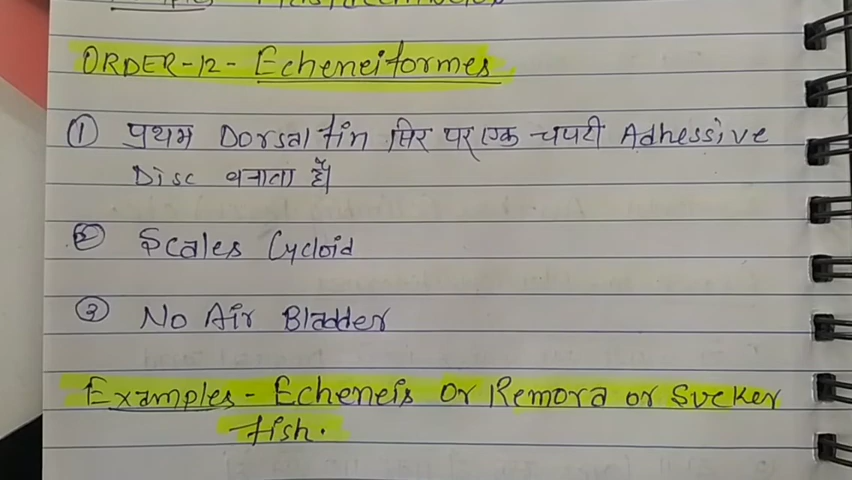 ORDER-12- Echeneiformes
① प्रथम Dorsal fin सिर पर एक चपटी Adhessive
Disc बनाता है।
② Scales Cycloid
③ No Air Bladder
Examples- Echeneis Or Remora or Sucker
fish.